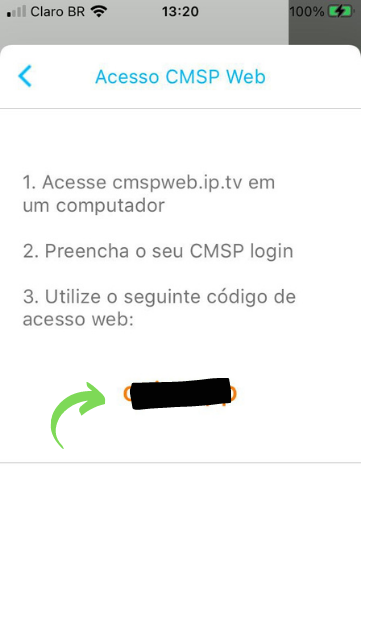 Claro BR 13:20 100%
Acesso CMSP Web
1. Acesse cmspweb.ip.tv em
um computador
2. Preencha o seu CMSP login
3. Utilize o seguinte código de
acesso web: